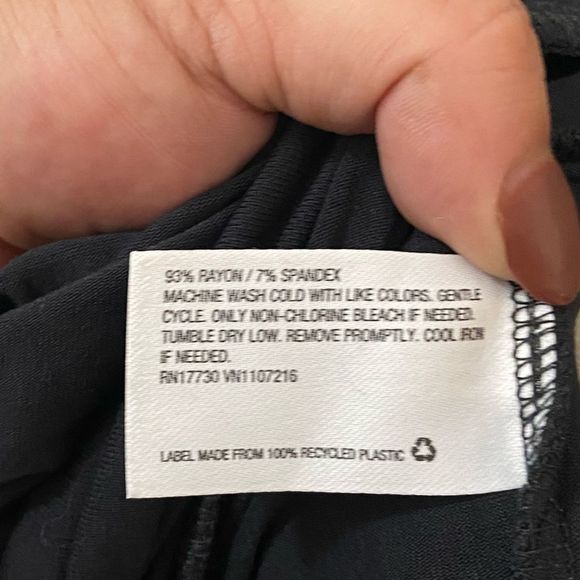 93% RAYON / 7% SPANDEX
MACHINE WASH COLD WITH LIKE COLORS. GENTLE
CYCLE. ONLY NON-CHLORINE BLEACH IF NEEDED.
TUMBLE DRY LOW. REMOVE PROMPTLY. COOL IRON
IF NEEDED.
RN17730 VN1107216
LABEL MADE FROM 100% RECYCLED PLASTIC